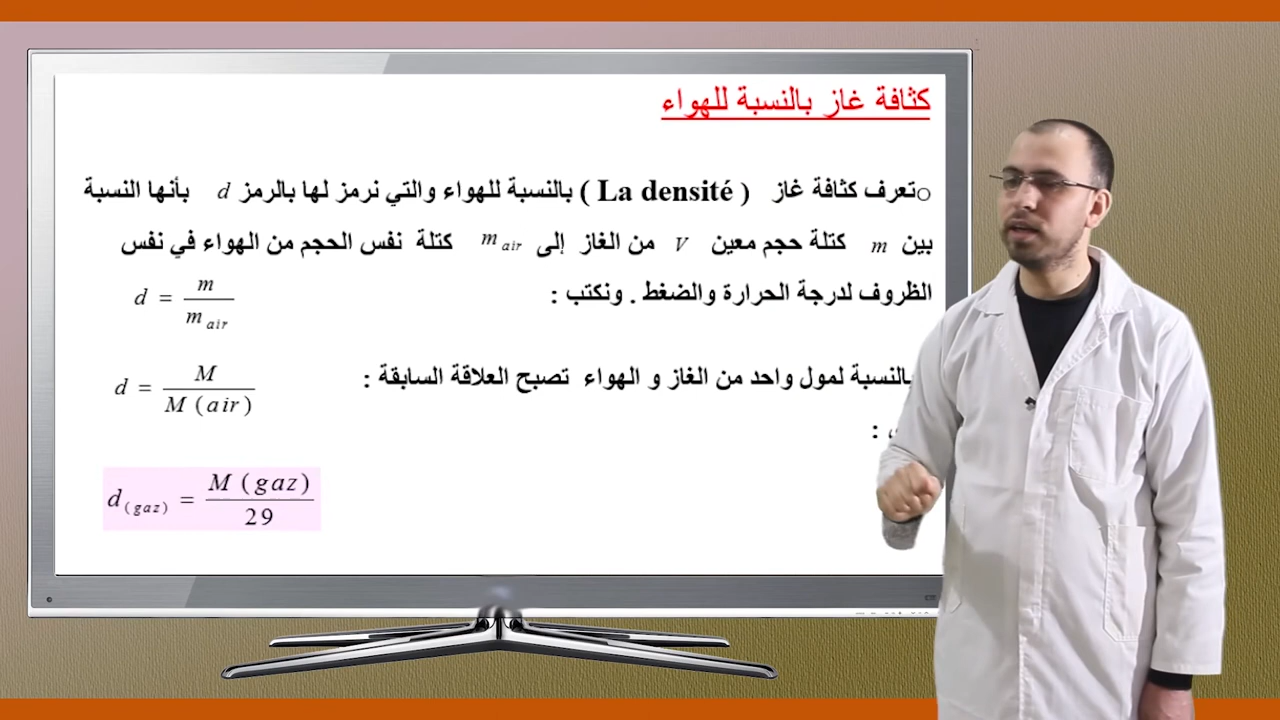 كثافة غاز بالنسبة للهواء
تعرف كثافة غاز ( La densité ) بالنسبة للهواء والتي نرمز لها بالرمز d بأنها النسبة
بين m كتلة حجم معين V من الغاز إلى m air كتلة نفس الحجم من الهواء في نفس
الظروف لدرجة الحرارة والضغط . ونكتب :
d = m / m air
بالنسبة لمول واحد من الغاز و الهواء تصبح العلاقة السابقة :
d = M / M (air)
:
d (gaz) = M (gaz) / 29